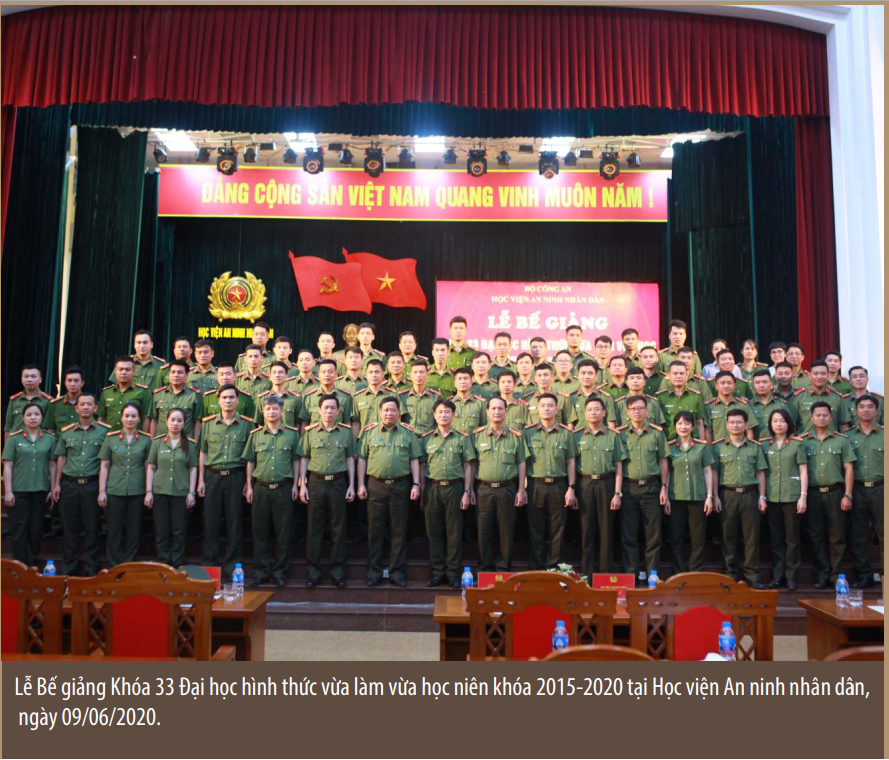 ĐẢNG CỘNG SẢN VIỆT NAM QUANG VINH MUÔN NĂM !
BỘ CÔNG AN
HỌC VIỆN AN NINH NHÂN DÂN
LỄ BẾ GIẢNG
HỌC VIỆN AN NINH
33
Lễ Bế giảng Khóa 33 Đại học hình thức vừa làm vừa học niên khóa 2015-2020 tại Học viện An ninh nhân dân,
ngày 09/06/2020.